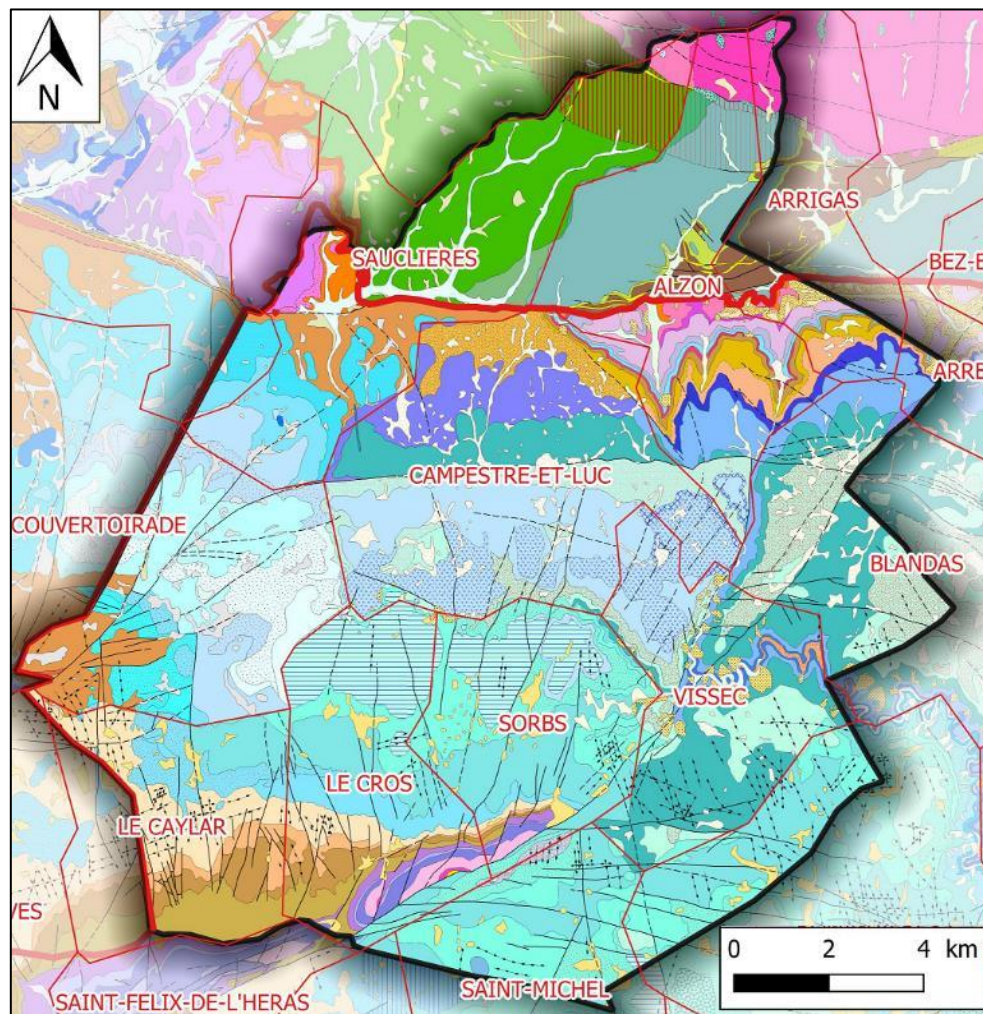 N
ARRIGAS
SAUCLIERES
BEZ-E
ALZON
ARRE
CAMPESTRE-ET-LUC
COUVERTOIRADE
BLANDAS
VISSEC
SORBS
LE CROS
LE CAYLAR
VES
0 2 4 km
SAINT-MICHEL
SAINT-FELIX-DE-L'HERAS